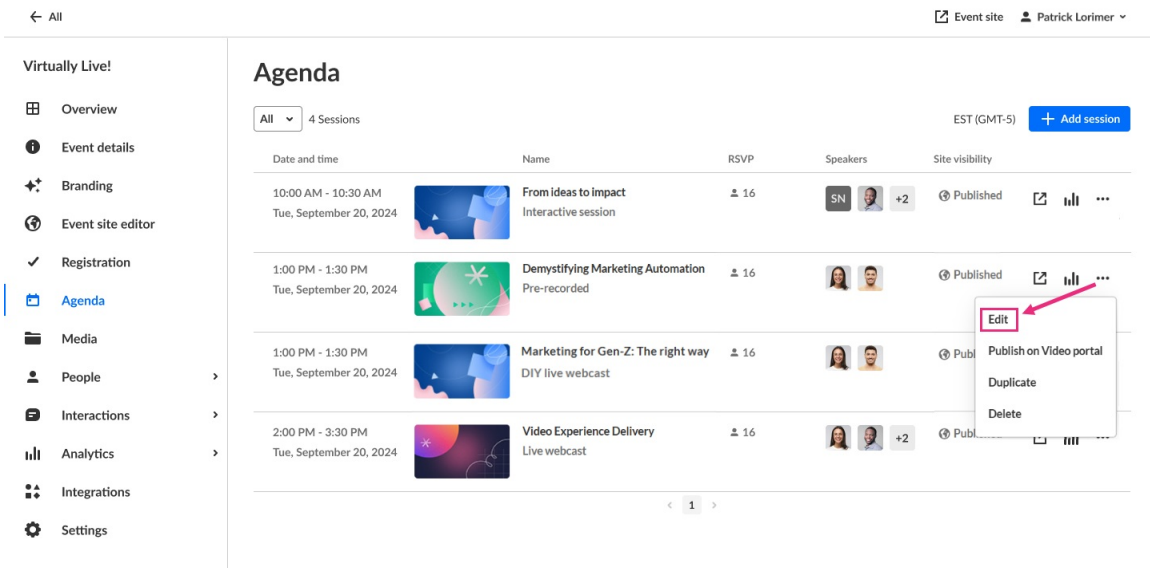 All
Event site
Patrick Lorimer
Virtually Live!
Overview
Event details
Branding
Event site editor
Registration
Agenda
Media
People
Interactions
Analytics
Integrations
Settings
Agenda
All
4 Sessions
EST (GMT-5)
Add session
Date and time Name RSVP Speakers Site visibility
10:00 AM - 10:30 AM From ideas to impact 16 SN +2 Published
Tue, September 20, 2024 Interactive session
1:00 PM - 1:30 PM Demystifying Marketing Automation 16 Published
Tue, September 20, 2024 Pre-recorded
1:00 PM - 1:30 PM Marketing for Gen-Z: The right way 16 Publ
Tue, September 20, 2024 DIY live webcast
2:00 PM - 3:30 PM Video Experience Delivery 16 +2
Tue, September 20, 2024 Live webcast
Edit
Publish on Video portal
Duplicate
Delete
1